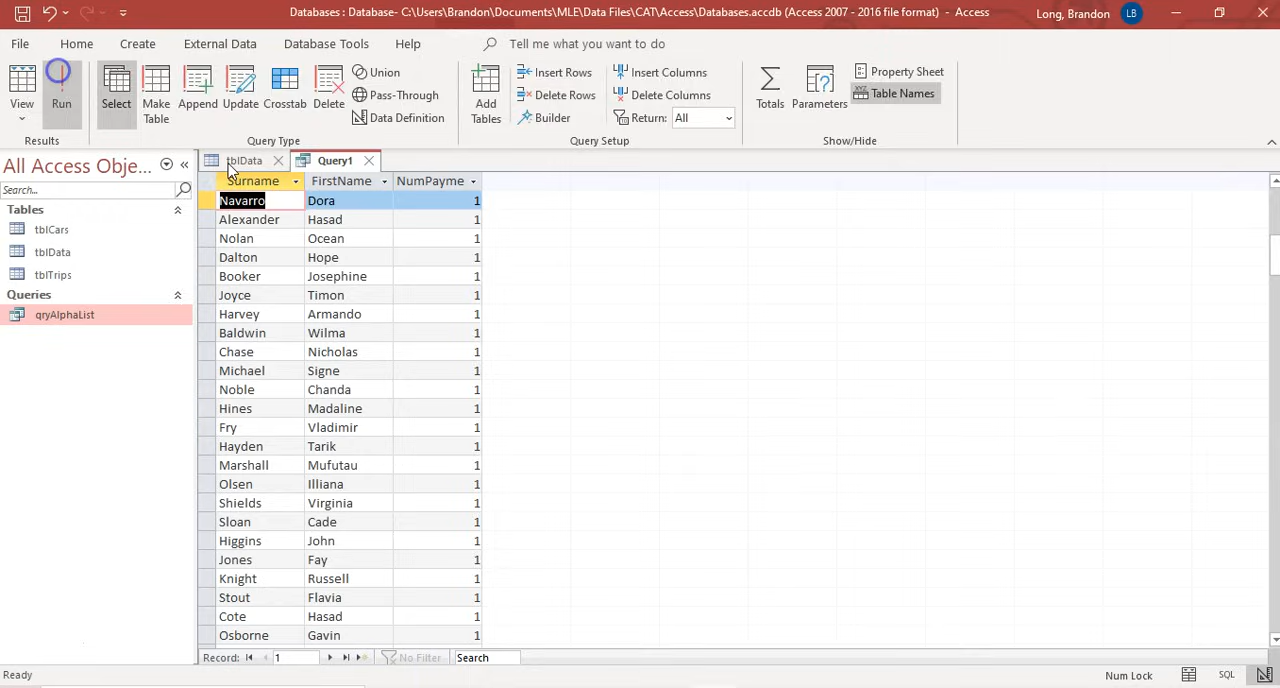 Databases : Database- C:\Users\Brandon\Documents\MLE\Data Files\CAT\Access\Databases.accdb (Access 2007 - 2016 file format) - Access
Long, Brandon
LB
File Home Create External Data Database Tools Help Tell me what you want to do
View Run Select Make Table Append Update Crosstab Delete Union Pass-Through Data Definition Add Tables Insert Rows Delete Rows Builder Insert Columns Delete Columns Return: All Totals Parameters Property Sheet Table Names
Results Query Type Query Setup Show/Hide
All Access Obje...
Search...
Tables
tblCars
tblData
tblTrips
Queries
qryAlphaList
tblData Query1
Surname FirstName NumPayme
Navarro Dora 1
Alexander Hasad 1
Nolan Ocean 1
Dalton Hope 1
Booker Josephine 1
Joyce Timon 1
Harvey Armando 1
Baldwin Wilma 1
Chase Nicholas 1
Michael Signe 1
Noble Chanda 1
Hines Madaline 1
Fry Vladimir 1
Hayden Tarik 1
Marshall Mufutau 1
Olsen Illiana 1
Shields Virginia 1
Sloan Cade 1
Higgins John 1
Jones Fay 1
Knight Russell 1
Stout Flavia 1
Cote Hasad 1
Osborne Gavin 1
Record: 1 No Filter Search
Ready Num Lock SQL